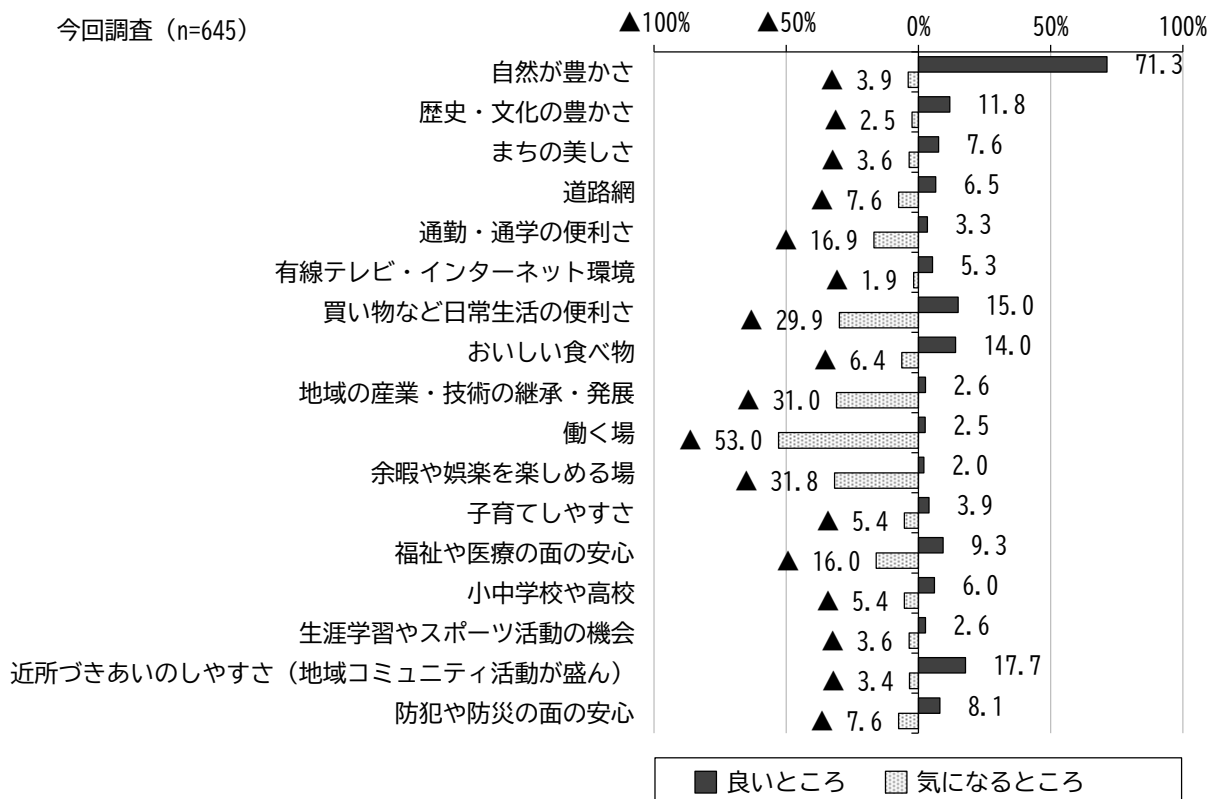 今回調査（n=645）
▲100% ▲50% 0% 50% 100%
自然が豊かさ 71.3
▲ 3.9
歴史・文化の豊かさ 11.8
▲ 2.5
まちの美しさ 7.6
▲ 3.6
道路網 6.5
▲ 7.6
通勤・通学の便利さ 3.3
▲ 16.9
有線テレビ・インターネット環境 5.3
▲ 1.9
買い物など日常生活の便利さ 15.0
▲ 29.9
おいしい食べ物 14.0
▲ 6.4
地域の産業・技術の継承・発展 2.6
▲ 31.0
働く場 2.5
▲ 53.0
余暇や娯楽を楽しめる場 2.0
▲ 31.8
子育てしやすさ 3.9
▲ 5.4
福祉や医療の面の安心 9.3
▲ 16.0
小中学校や高校 6.0
▲ 5.4
生涯学習やスポーツ活動の機会 2.6
▲ 3.6
近所づきあいのしやすさ（地域コミュニティ活動が盛ん） 17.7
▲ 3.4
防犯や防災の面の安心 8.1
▲ 7.6
良いところ 気になるところ